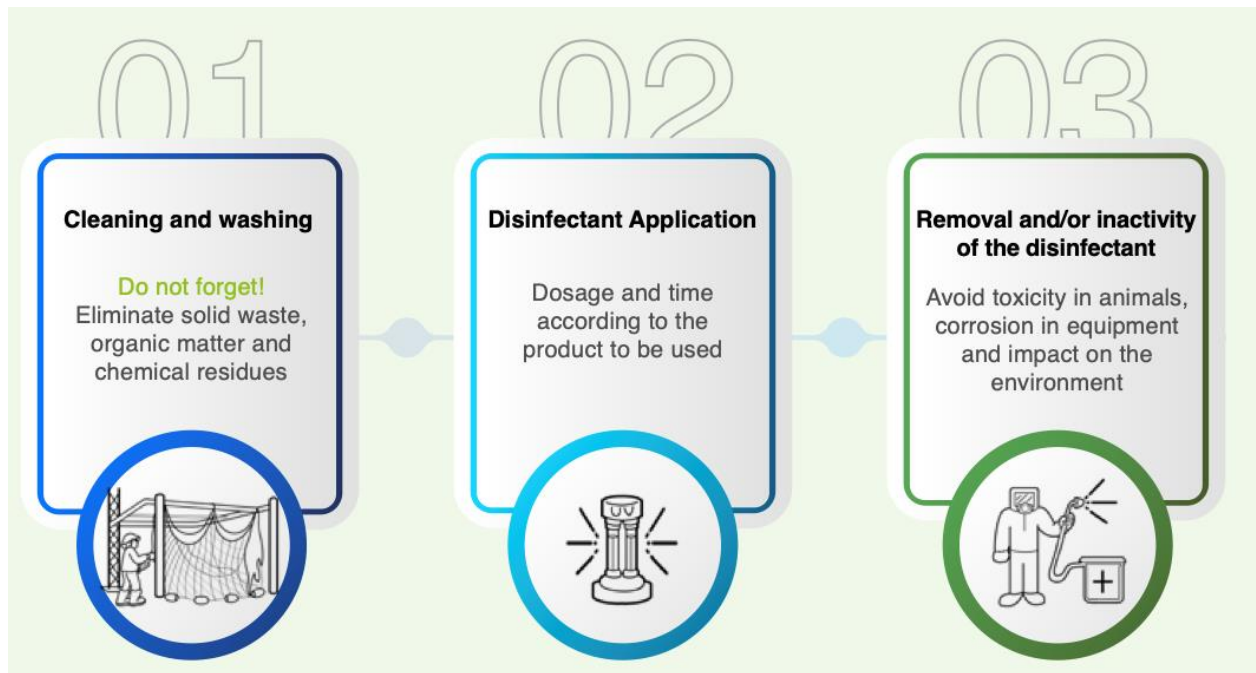 01
Cleaning and washing
Do not forget!
Eliminate solid waste,
organic matter and
chemical residues
02
Disinfectant Application
Dosage and time
according to the
product to be used
03
Removal and/or inactivity
of the disinfectant
Avoid toxicity in animals,
corrosion in equipment
and impact on the
environment